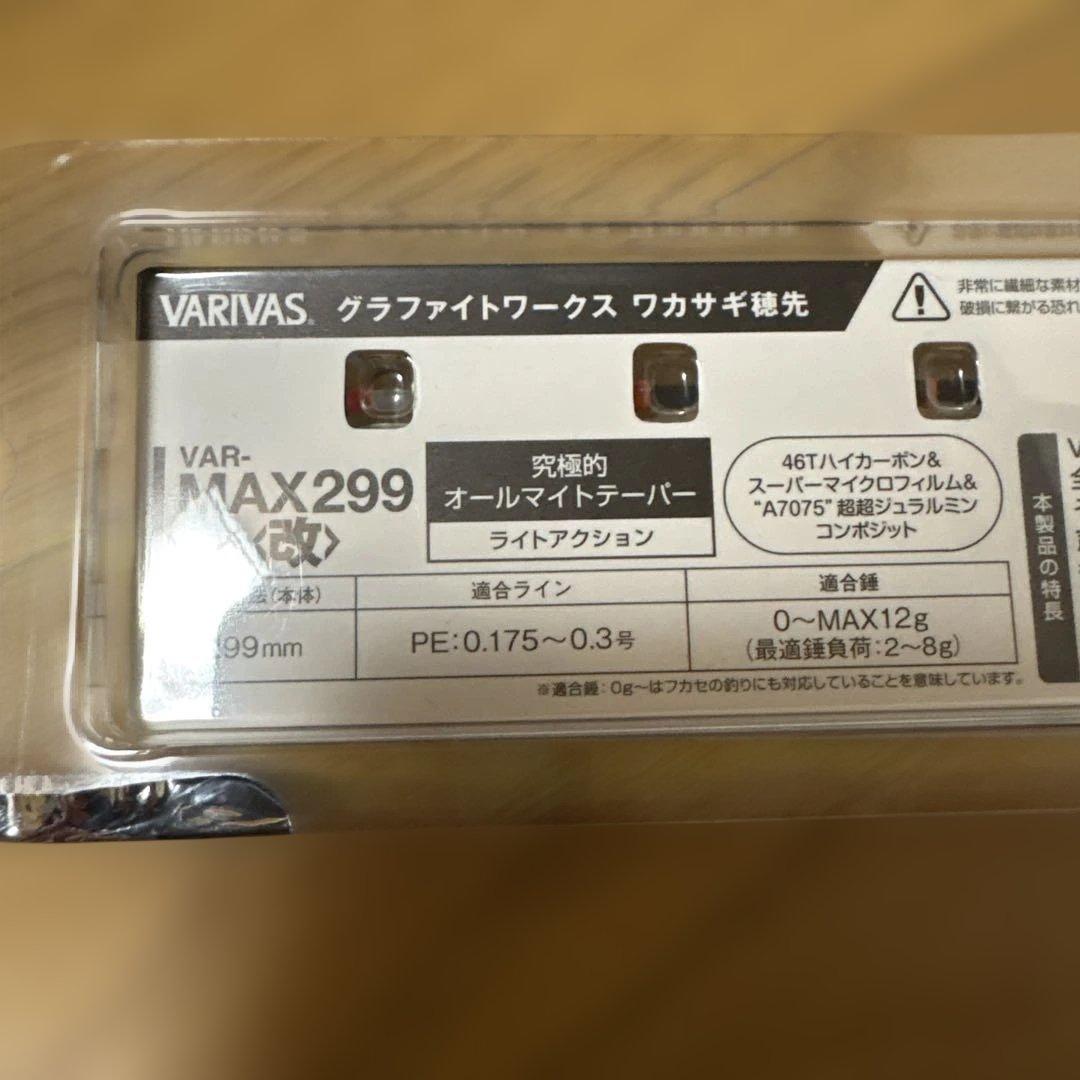 VARIVAS® グラファイトワークス ワカサギ穂先
非常に繊細な素材
破損に繋がる恐れ
VAR-
MAX299
〈改〉
究極的
オールマイトテーパー
ライトアクション
46Tハイカーボン&
スーパーマイクロフィルム&
"A7075"超超ジュラルミン
コンポジット
本製品の特長
法(本体) 適合ライン 適合錘
99mm PE:0.175〜0.3号 0〜MAX12g
(最適錘負荷:2〜8g)
※適合錘:0g〜はフカセの釣りにも対応していることを意味しています。